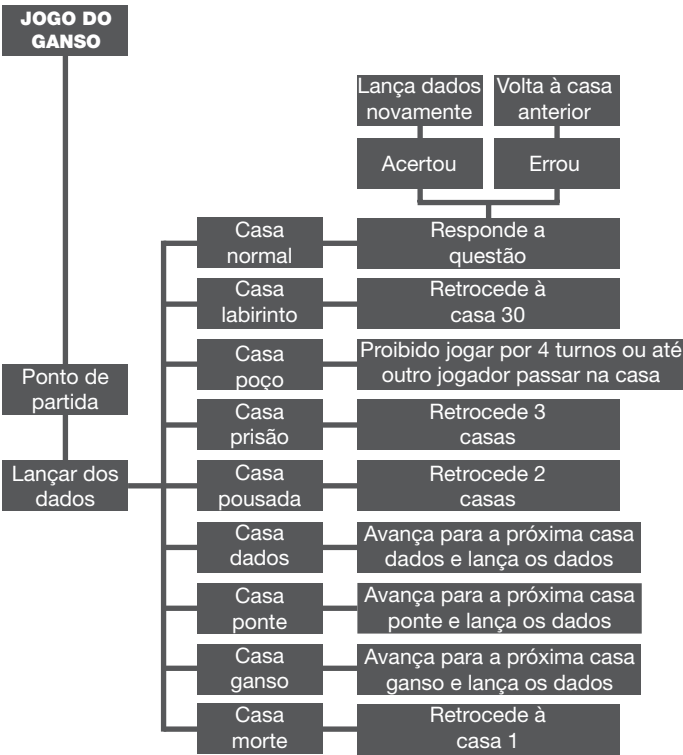 JOGO DO
GANSO
Lança dados
novamente
Volta à casa
anterior
Acertou
Errou
Casa
normal
Responde a
questão
Casa
labirinto
Retrocede à
casa 30
Casa
poço
Proibido jogar por 4 turnos ou até
outro jogador passar na casa
Ponto de
partida
Casa
prisão
Retrocede 3
casas
Lançar dos
dados
Casa
pousada
Retrocede 2
casas
Casa
dados
Avança para a próxima casa
dados e lança os dados
Casa
ponte
Avança para a próxima casa
ponte e lança os dados
Casa
ganso
Avança para a próxima casa
ganso e lança os dados
Casa
morte
Retrocede à
casa 1